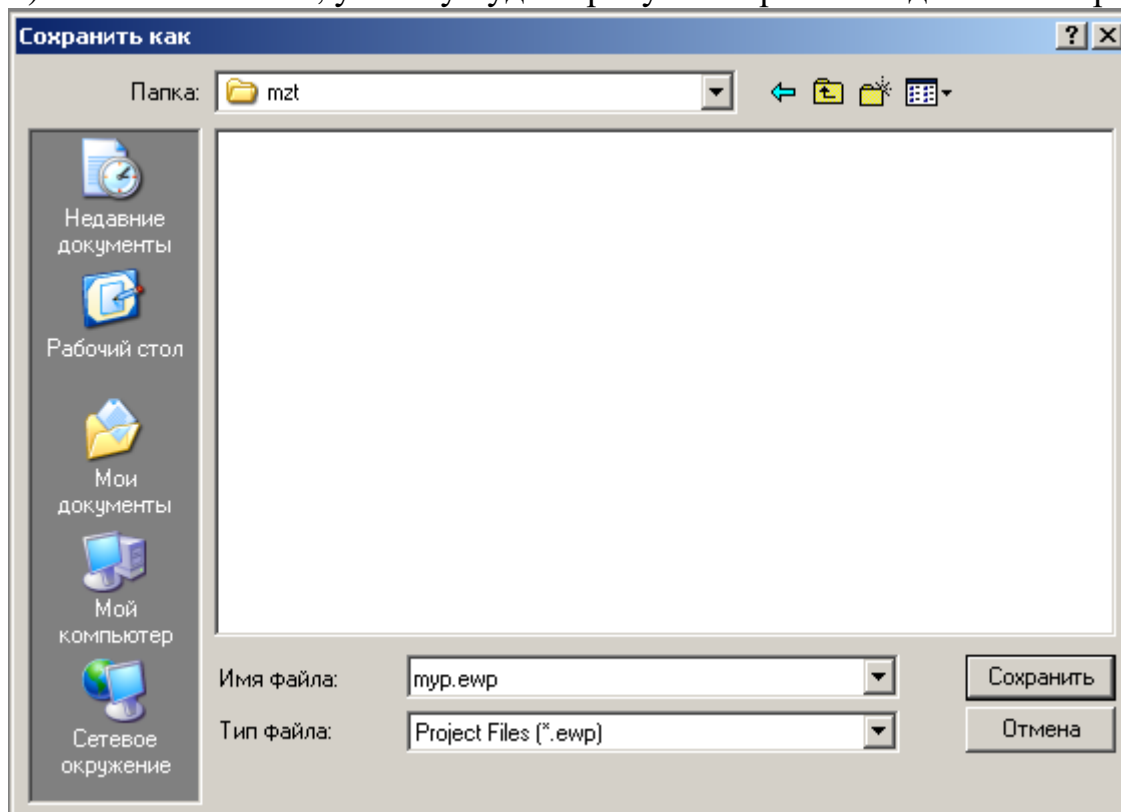 Сохранить как
Папка:
mzt
Недавние
документы
Рабочий стол
Мои
документы
Мой
компьютер
Сетевое
окружение
Имя файла:
myp.ewp
Сохранить
Тип файла:
Project Files (*.ewp)
Отмена